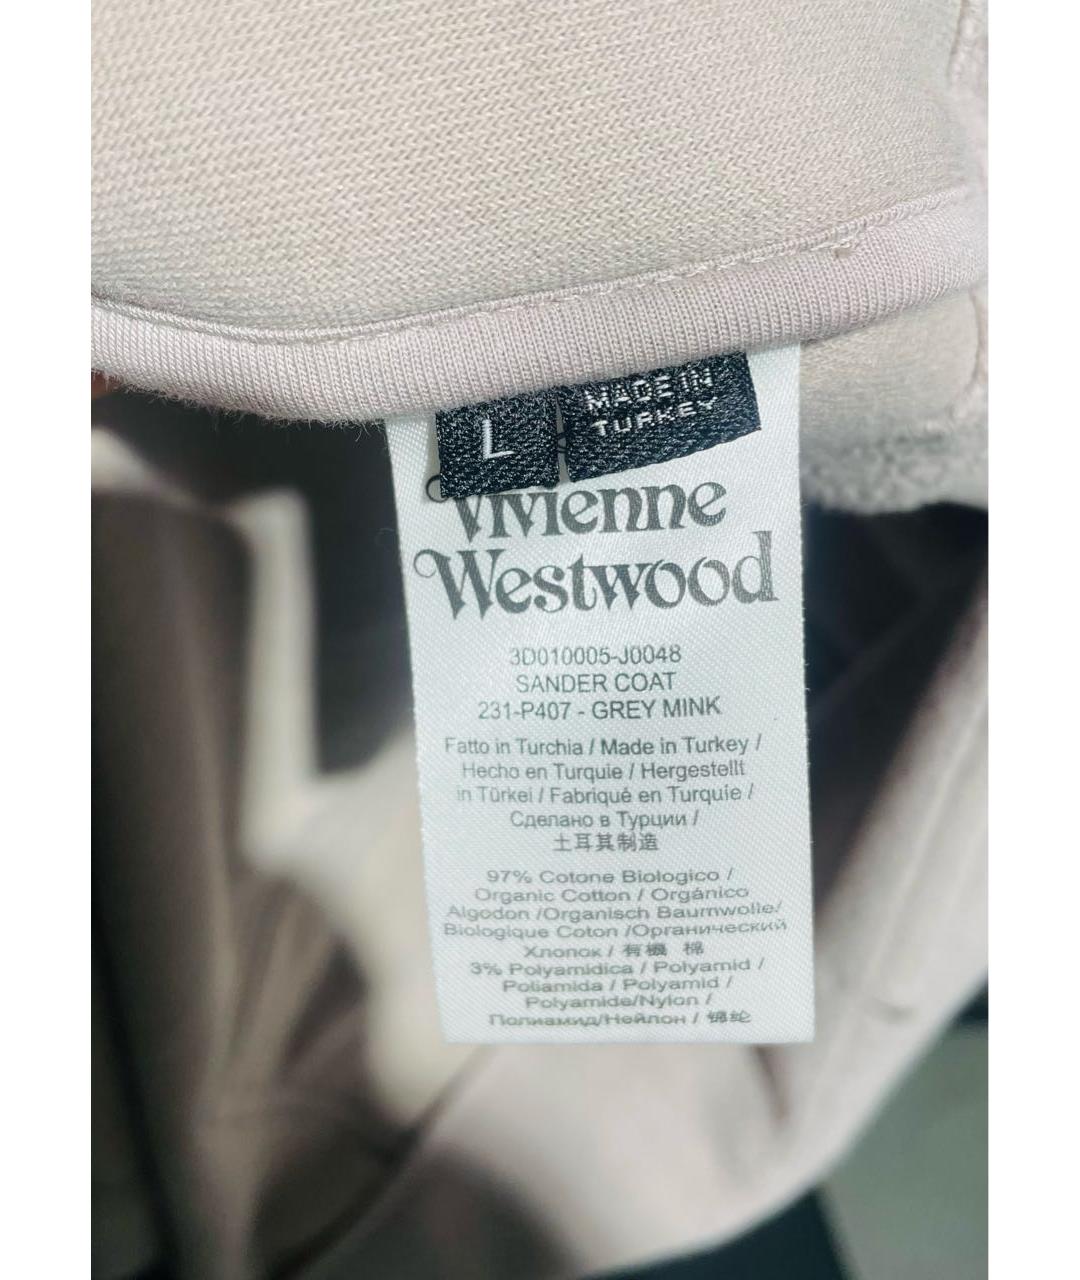 L
MADE IN
TURKEY
Vivienne
Westwood
3D010005-J0048
SANDER COAT
231-P407 - GREY MINK
Fatto in Turchia / Made in Turkey /
Hecho en Turquie / Hergestellt
in Türkei / Fabriqué en Turquie /
Сделано в Турции /
土耳其制造
97% Cotone Biologico /
Organic Cotton / Orgánico
Algodon /Organisch Baumwolle/
Biologique Coton /Органический
Хлопок / 有機 棉
3% Polyamidica / Polyamid /
Poliamida / Polyamid /
Polyamide/Nylon /
Полиамид/Нейлон / 锦纶